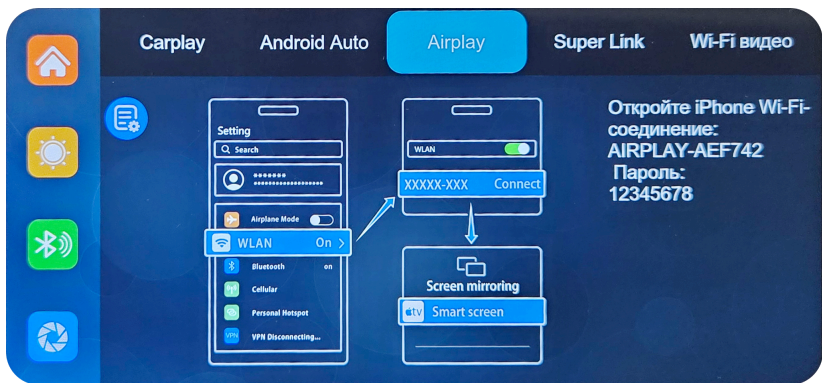 Carplay
Android Auto
Airplay
Super Link
Wi-Fi видео
Setting
Search
Airplane Mode
WLAN On >
Bluetooth on
Cellular
Personal Hotspot
VPN VPN Disconnecting...
WLAN
XXXXX-XXX Connect
Screen mirroring
tv Smart screen
Откройте iPhone Wi-Fi-
соединение:
AIRPLAY-AEF742
Пароль:
12345678